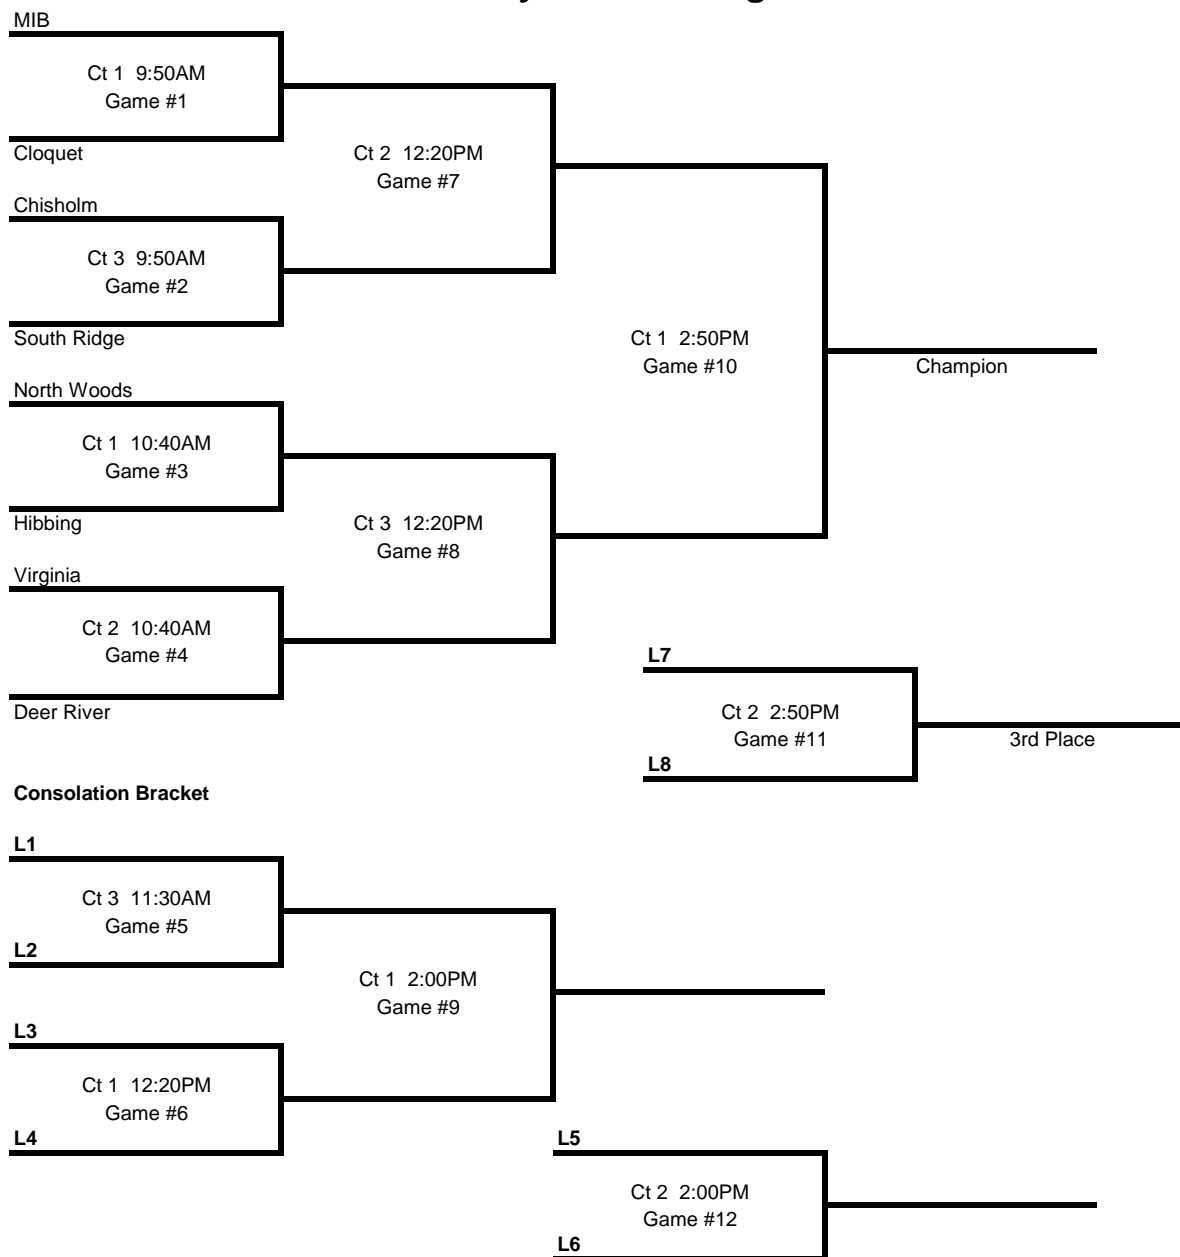 MIB
Ct 1 9:50AM
Game #1
Cloquet
Ct 2 12:20PM
Game #7
Chisholm
Ct 3 9:50AM
Game #2
South Ridge
Ct 1 2:50PM
Game #10
Champion
North Woods
Ct 1 10:40AM
Game #3
Hibbing
Ct 3 12:20PM
Game #8
Virginia
Ct 2 10:40AM
Game #4
Deer River
L7
Ct 2 2:50PM
Game #11
3rd Place
L8
Consolation Bracket
L1
Ct 3 11:30AM
Game #5
L2
Ct 1 2:00PM
Game #9
L3
Ct 1 12:20PM
Game #6
L4
L5
Ct 2 2:00PM
Game #12
L6